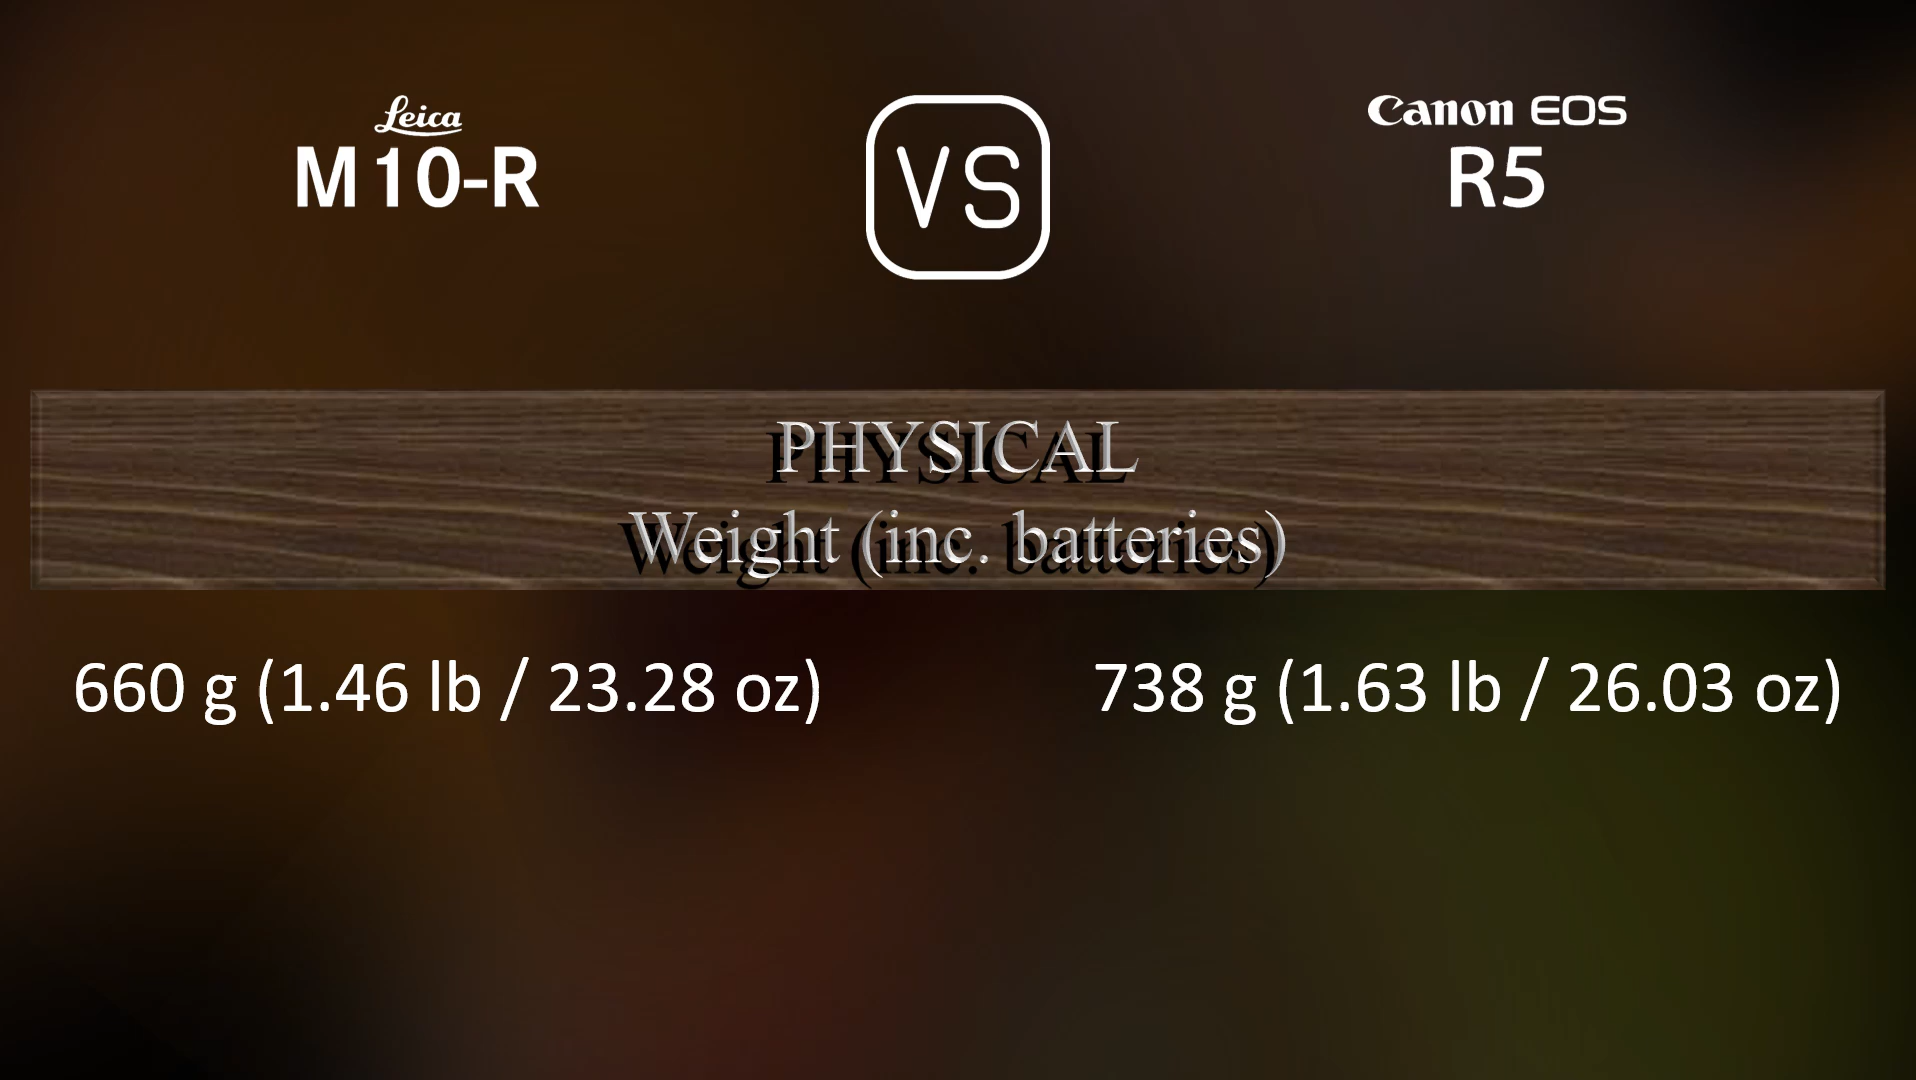 Leica
M10-R
VS
Canon EOS
R5
PHYSICAL
Weight (inc. batteries)
660 g (1.46 lb / 23.28 oz)
738 g (1.63 lb / 26.03 oz)